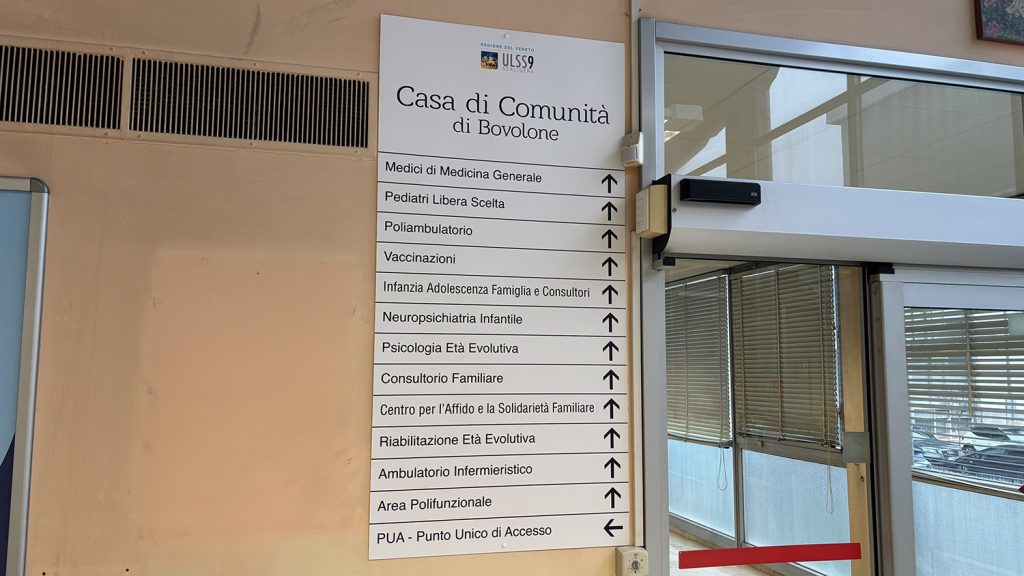 REGIONE DEL VENETO
ULSS9
SCALIGERA
Casa di Comunità
di Bovolone
Medici di Medicina Generale ↑
Pediatri Libera Scelta ↑
Poliambulatorio ↑
Vaccinazioni ↑
Infanzia Adolescenza Famiglia e Consultori ↑
Neuropsichiatria Infantile ↑
Psicologia Età Evolutiva ↑
Consultorio Familiare ↑
Centro per l'Affido e la Solidarietà Familiare ↑
Riabilitazione Età Evolutiva ↑
Ambulatorio Infermieristico ↑
Area Polifunzionale ↑
PUA - Punto Unico di Accesso ←